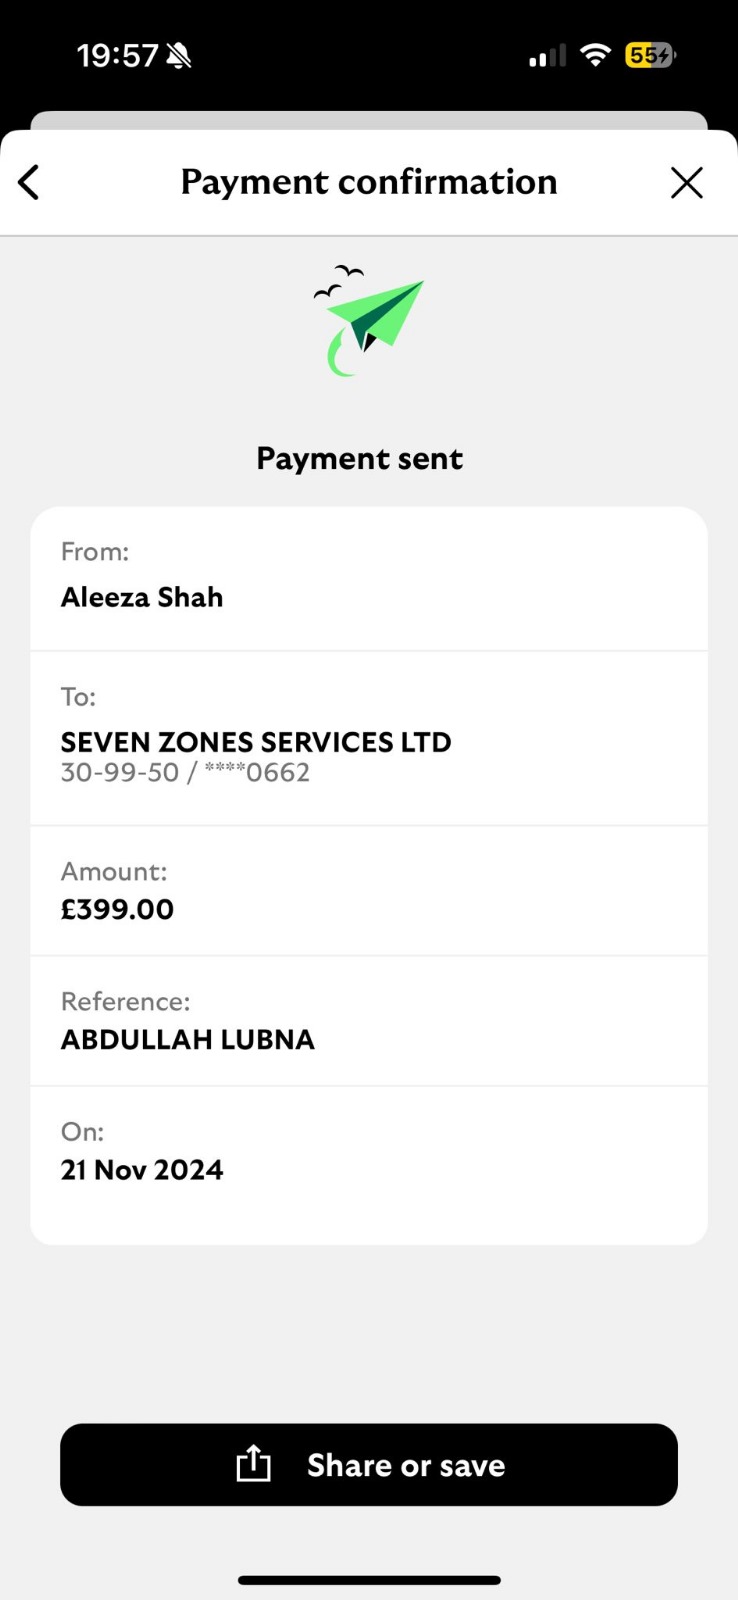 19:57
55
Payment confirmation
Payment sent
From:
Aleeza Shah
To:
SEVEN ZONES SERVICES LTD
30-99-50 / ****0662
Amount:
£399.00
Reference:
ABDULLAH LUBNA
On:
21 Nov 2024
Share or save